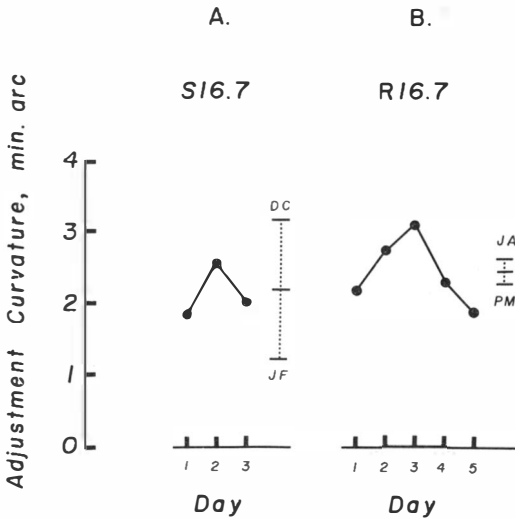 A. B.
S16.7 R16.7
Adjustment Curvature, min. arc
4
3
2
1
0
DC
JF
JA
PM
1 2 3
1 2 3 4 5
Day Day